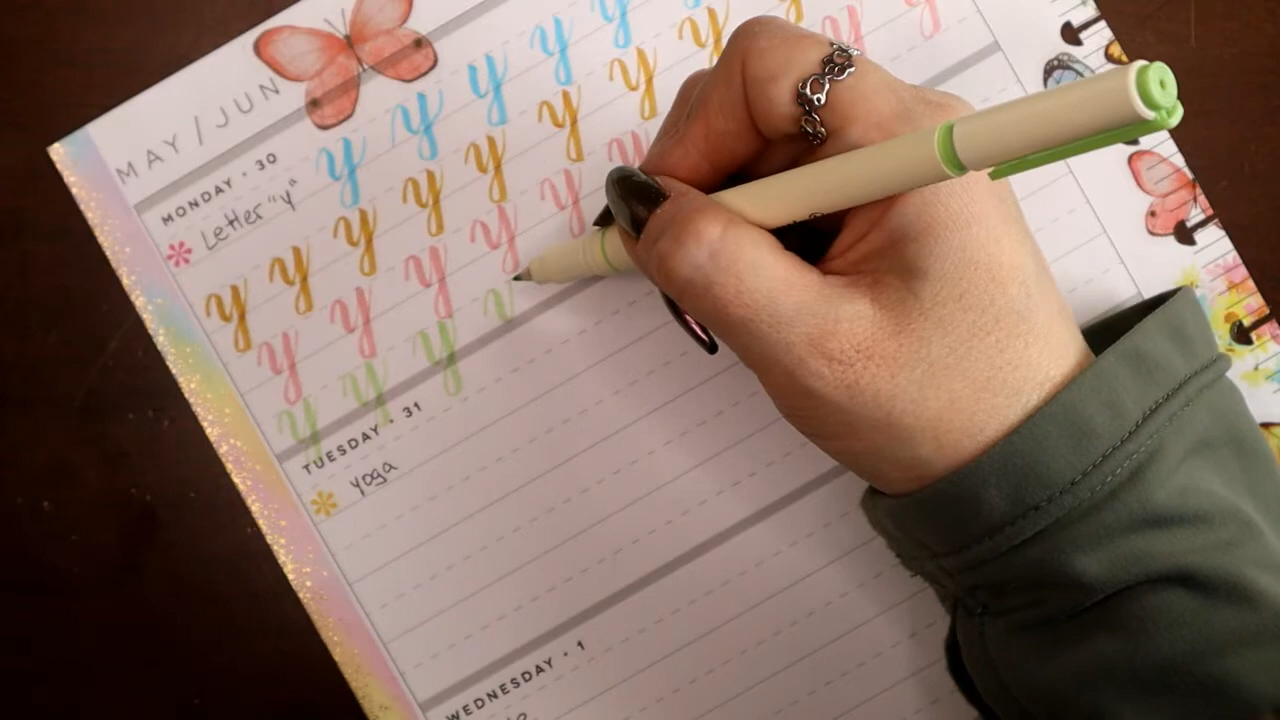 MAY / JUN
MONDAY • 30
Letter "y"
y y y y y
y y y y y y y y
y y y y y y y y
y y y y
TUESDAY • 31
yoga
WEDNESDAY • 1